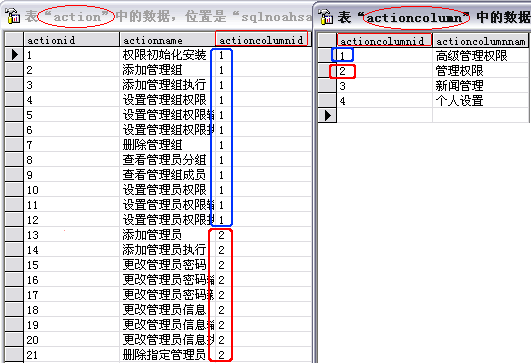 表“action”中的数据，位置是“sqlnoahsa
actionid actionname actioncolumnid
1 权限初始化安装 1
2 添加管理组 1
3 添加管理组执行 1
4 设置管理组权限 1
5 设置管理组权限输 1
6 设置管理组权限执 1
7 删除管理组 1
8 查看管理员分组 1
9 查看管理组成员 1
10 设置管理员权限 1
11 设置管理员权限输 1
12 设置管理员权限执 1
13 添加管理员 2
14 添加管理员执行 2
15 更改管理员密码 2
16 更改管理员密码输 2
17 更改管理员密码 2
18 更改管理员信息 2
19 更改管理员信息输 2
20 更改管理员信息执 2
21 删除指定管理员 2
表“actioncolumn”中的数据
actioncolumnid actioncolumnnam
1 高级管理权限
2 管理权限
3 新闻管理
4 个人设置